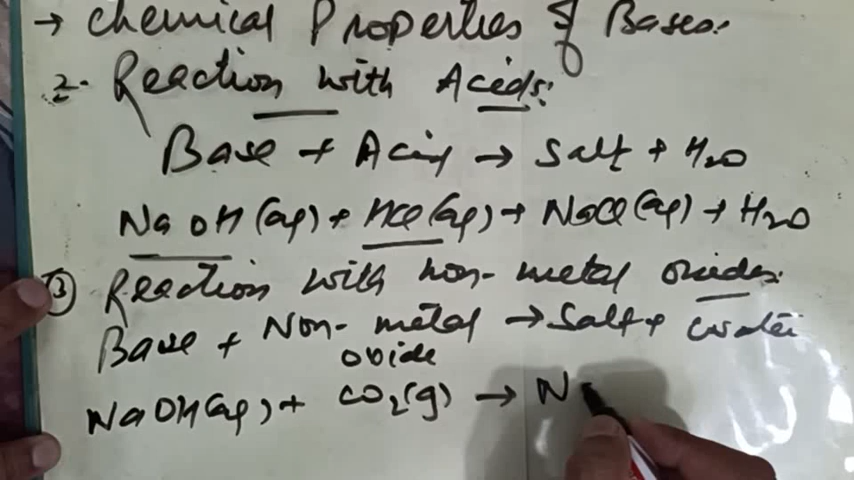 → Chemical Properties of Bases:
2. Reaction with Acids:
Base + Acid → Salt + H2O
NaOH(aq) + HCl(aq) → NaCl(aq) + H2O
③ Reaction with non-metal oxides:
Base + Non-metal oxide → Salt + water
NaOH(aq) + CO2(g) → N